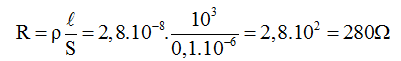 R = ρ ℓ/S = 2,8.10⁻⁸. 10³/0,1.10⁻⁶ = 2,8.10² = 280Ω